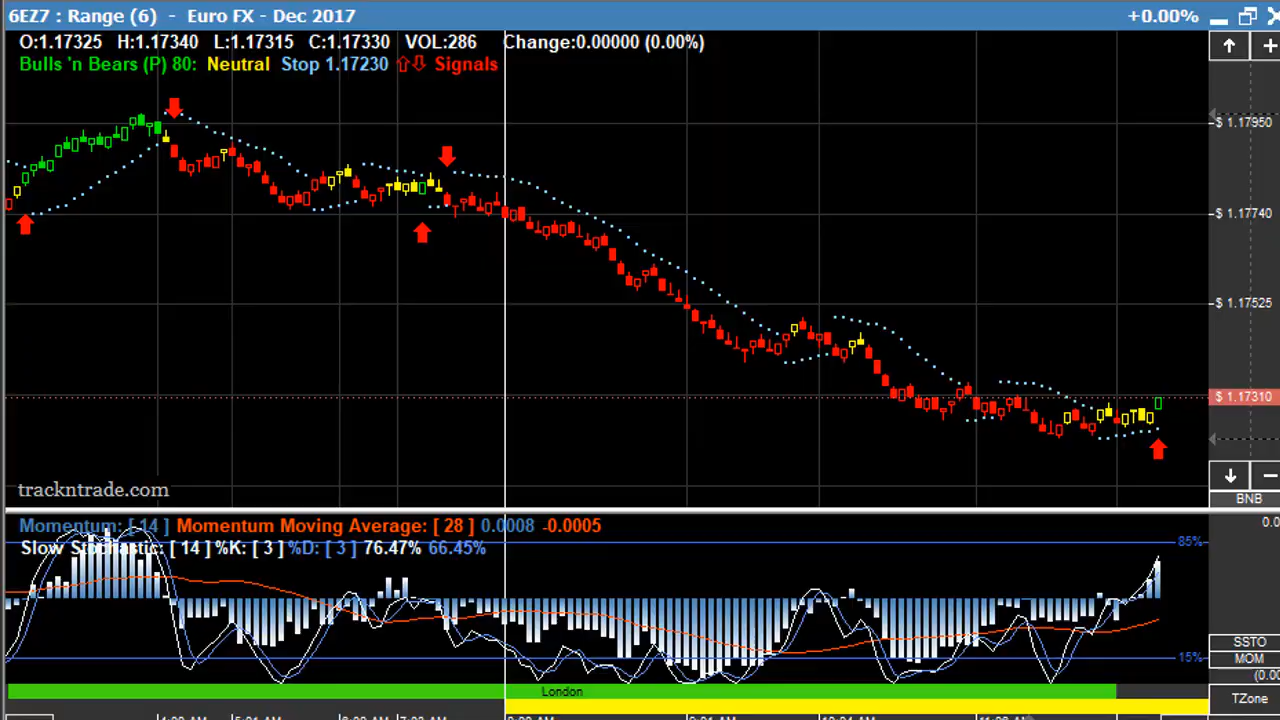 6EZ7 : Range (6) - Euro FX - Dec 2017 +0.00%
O:1.17325 H:1.17340 L:1.17315 C:1.17330 VOL:286 Change:0.00000 (0.00%)
Bulls 'n Bears (P) 80: Neutral Stop 1.17230 ⇧⇩ Signals
$ 1.17950
$ 1.17740
$ 1.17525
$ 1.17310
trackntrade.com
BNB
Momentum: [ 14 ] Momentum Moving Average: [ 28 ] 0.0008 -0.0005
Slow Stochastic: [ 14 ] %K: [ 3 ] %D: [ 3 ] 76.47% 66.45%
85%
15%
SSTO
MOM
London
TZone